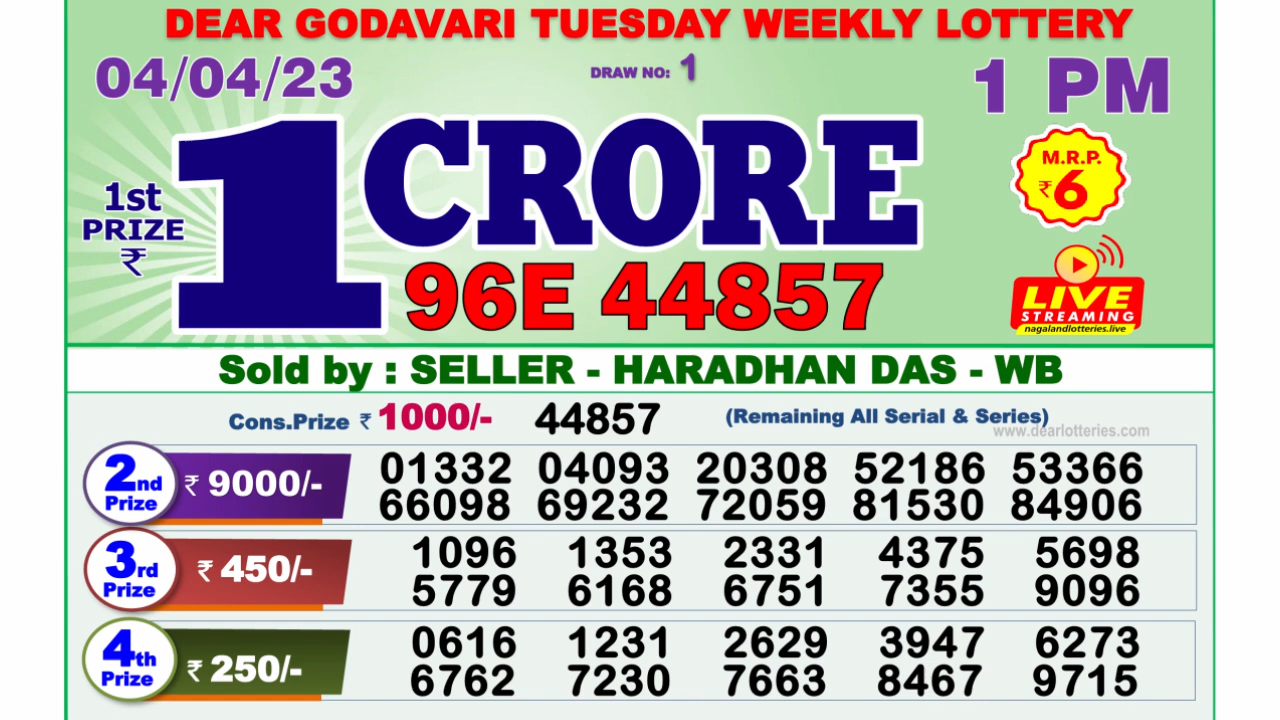 DEAR GODAVARI TUESDAY WEEKLY LOTTERY
04/04/23 DRAW NO: 1 1 PM
1st PRIZE ₹ 1 CRORE
M.R.P. ₹6
96E 44857
LIVE
STREAMING
nagalandlotteries.live
Sold by : SELLER - HARADHAN DAS - WB
Cons.Prize ₹ 1000/- 44857 (Remaining All Serial & Series)
www.dearlotteries.com
2nd Prize ₹ 9000/-
01332 04093 20308 52186 53366
66098 69232 72059 81530 84906
3rd Prize ₹ 450/-
1096 1353 2331 4375 5698
5779 6168 6751 7355 9096
4th Prize ₹ 250/-
0616 1231 2629 3947 6273
6762 7230 7663 8467 9715